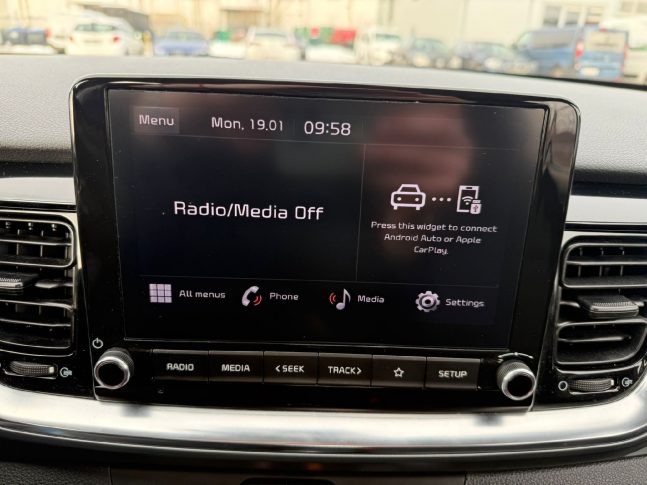 Menu
Mon, 19.01
09:58
Radio/Media Off
Press this widget to connect
Android Auto or Apple
CarPlay.
All menus
Phone
Media
Settings
RADIO
MEDIA
< SEEK
TRACK >
SETUP